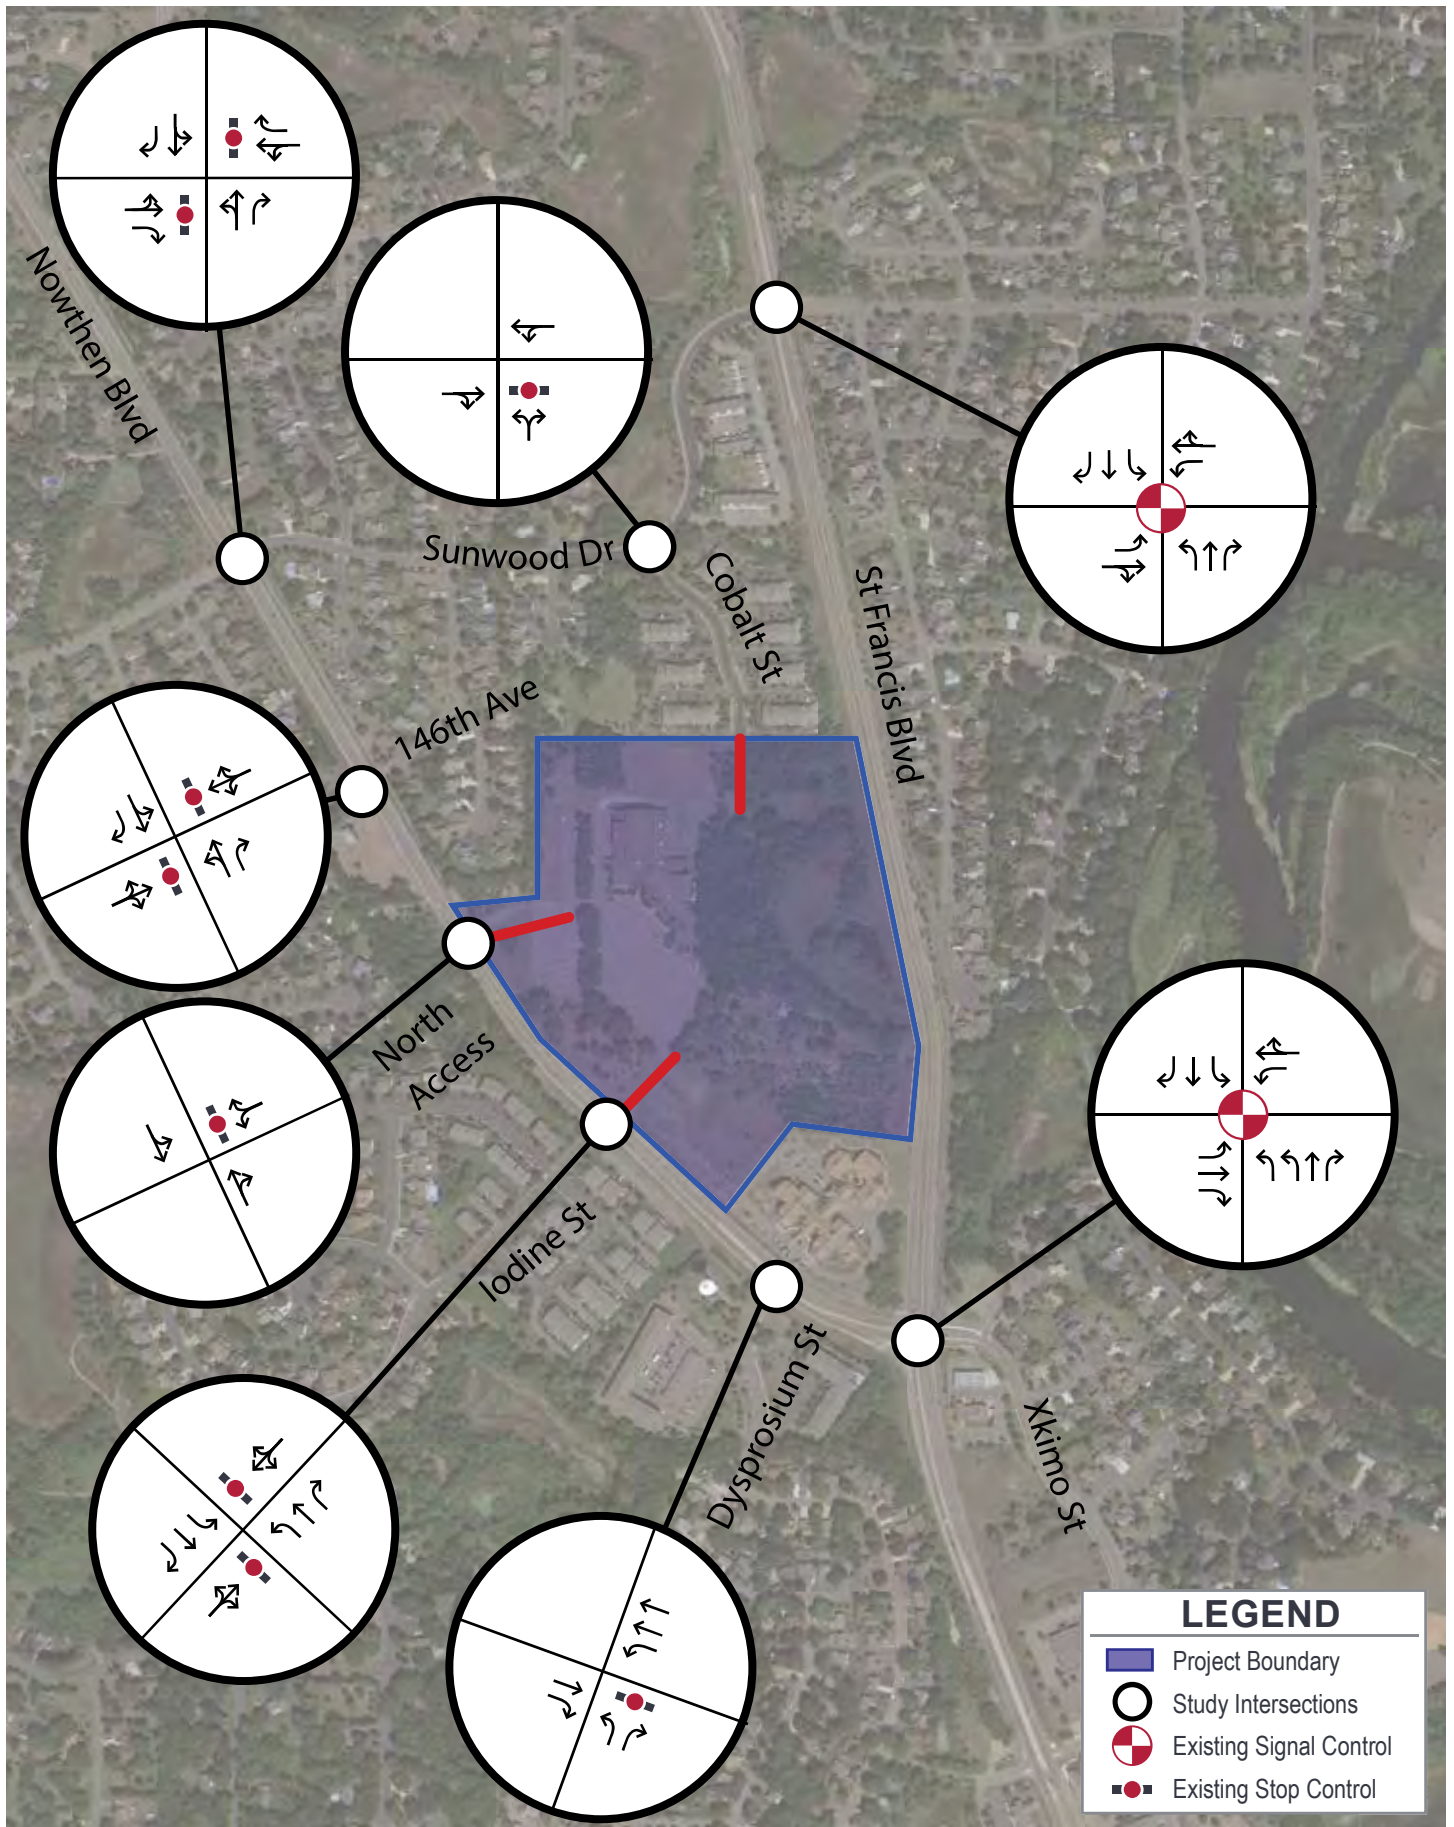 Nowthen Blvd
Sunwood Dr
Cobalt St
St Francis Blvd
146th Ave
North
Access
Iodine St
Dysprosium St
Xkimo St
LEGEND
Project Boundary
Study Intersections
Existing Signal Control
Existing Stop Control